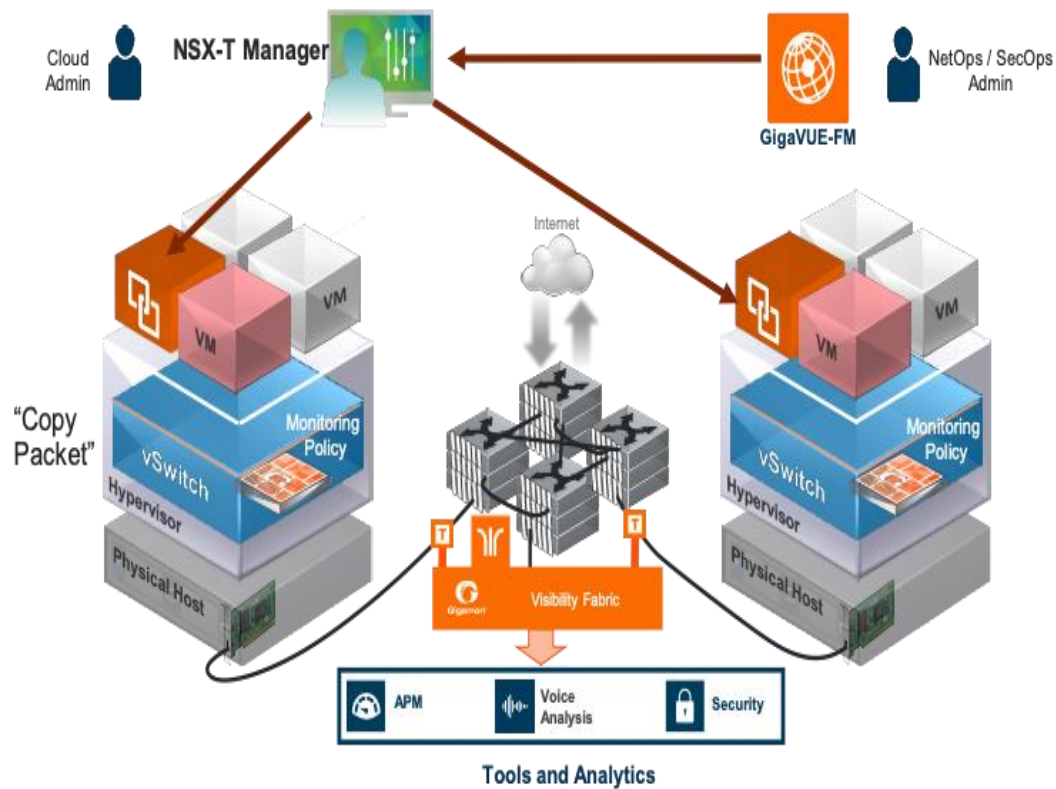 Cloud
Admin
NSX-T Manager
NetOps / SecOps
Admin
GigaVUE-FM
Internet
VM
VM
VM
VM
"Copy
Packet"
Monitoring
Policy
vSwitch
Hypervisor
Physical Host
Monitoring
Policy
vSwitch
Hypervisor
Physical Host
T
T
Gigamon
Visibility Fabric
APM
Voice
Analysis
Security
Tools and Analytics